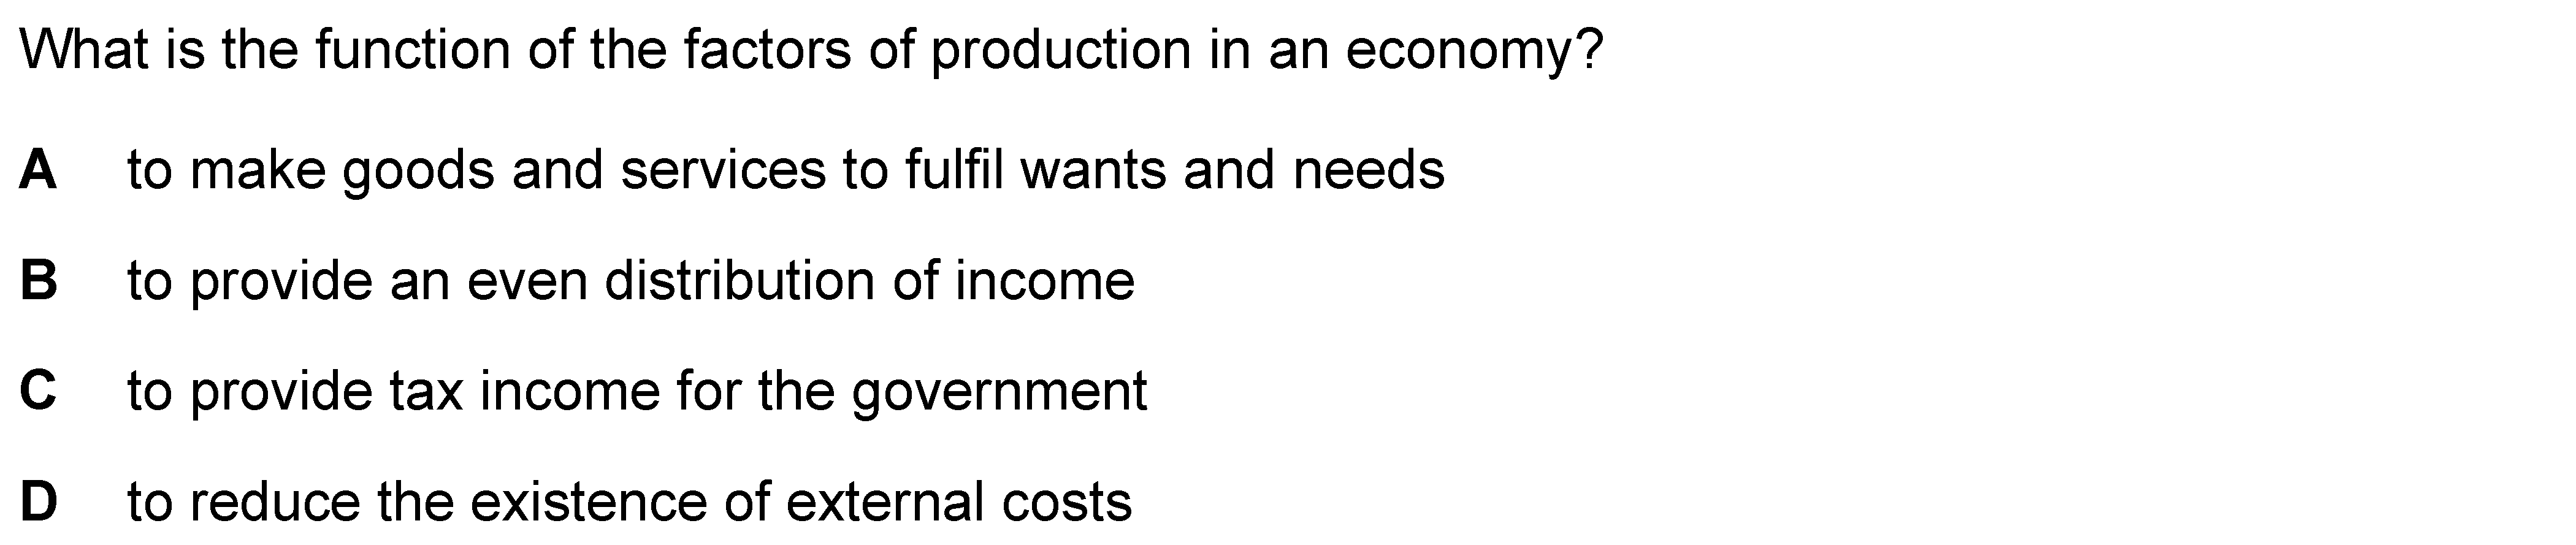 What is the function of the factors of production in an economy?
A to make goods and services to fulfil wants and needs
B to provide an even distribution of income
C to provide tax income for the government
D to reduce the existence of external costs